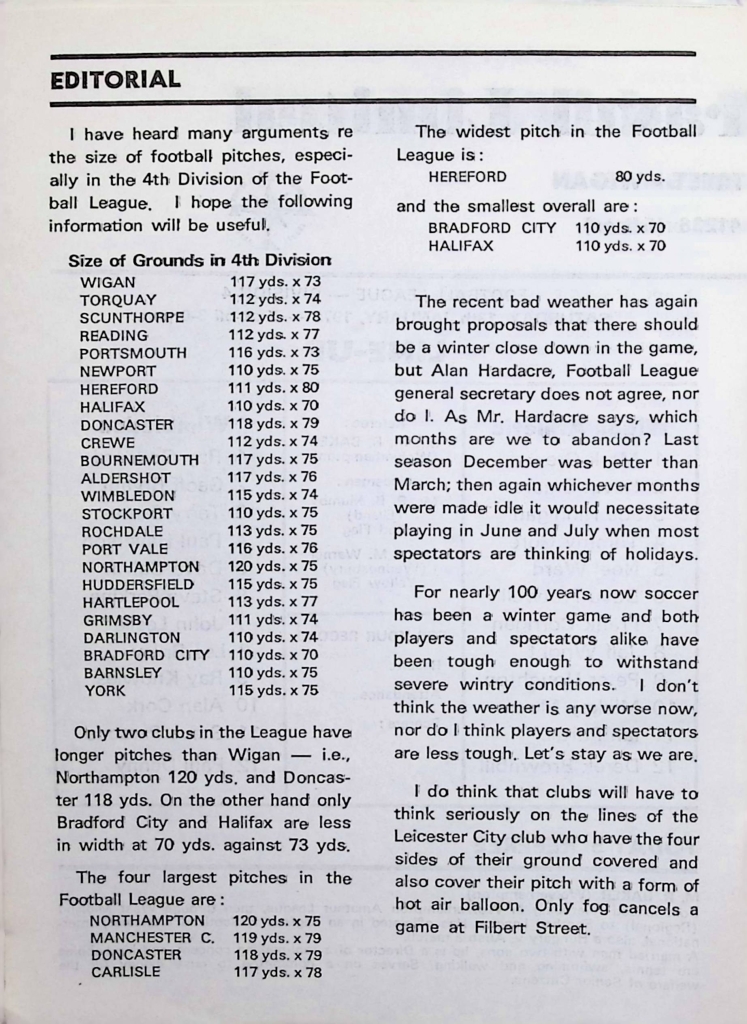 EDITORIAL
I have heard many arguments re
the size of football pitches, especi-
ally in the 4th Division of the Foot-
ball League. I hope the following
information will be useful.
Size of Grounds in 4th Division
WIGAN 117 yds. x 73
TORQUAY 112 yds. x 74
SCUNTHORPE 112 yds. x 78
READING 112 yds. x 77
PORTSMOUTH 116 yds. x 73
NEWPORT 110 yds. x 75
HEREFORD 111 yds. x 80
HALIFAX 110 yds. x 70
DONCASTER 118 yds. x 79
CREWE 112 yds. x 74
BOURNEMOUTH 117 yds. x 75
ALDERSHOT 117 yds. x 76
WIMBLEDON 115 yds. x 74
STOCKPORT 110 yds. x 75
ROCHDALE 113 yds. x 75
PORT VALE 116 yds. x 76
NORTHAMPTON 120 yds. x 75
HUDDERSFIELD 115 yds. x 75
HARTLEPOOL 113 yds. x 77
GRIMSBY 111 yds. x 74
DARLINGTON 110 yds. x 74
BRADFORD CITY 110 yds. x 70
BARNSLEY 110 yds. x 75
YORK 115 yds. x 75
Only two clubs in the League have
longer pitches than Wigan — i.e.,
Northampton 120 yds. and Doncas-
ter 118 yds. On the other hand only
Bradford City and Halifax are less
in width at 70 yds. against 73 yds.
The four largest pitches in the
Football League are :
NORTHAMPTON 120 yds. x 75
MANCHESTER C. 119 yds. x 79
DONCASTER 118 yds. x 79
CARLISLE 117 yds. x 78
The widest pitch in the Football
League is :
HEREFORD 80 yds.
and the smallest overall are :
BRADFORD CITY 110 yds. x 70
HALIFAX 110 yds. x 70
The recent bad weather has again
brought proposals that there should
be a winter close down in the game,
but Alan Hardacre, Football League
general secretary does not agree, nor
do I. As Mr. Hardacre says, which
months are we to abandon? Last
season December was better than
March; then again whichever months
were made idle it would necessitate
playing in June and July when most
spectators are thinking of holidays.
For nearly 100 years now soccer
has been a winter game and both
players and spectators alike have
been tough enough to withstand
severe wintry conditions. I don't
think the weather is any worse now,
nor do I think players and spectators
are less tough. Let's stay as we are.
I do think that clubs will have to
think seriously on the lines of the
Leicester City club who have the four
sides of their ground covered and
also cover their pitch with a form of
hot air balloon. Only fog cancels a
game at Filbert Street.